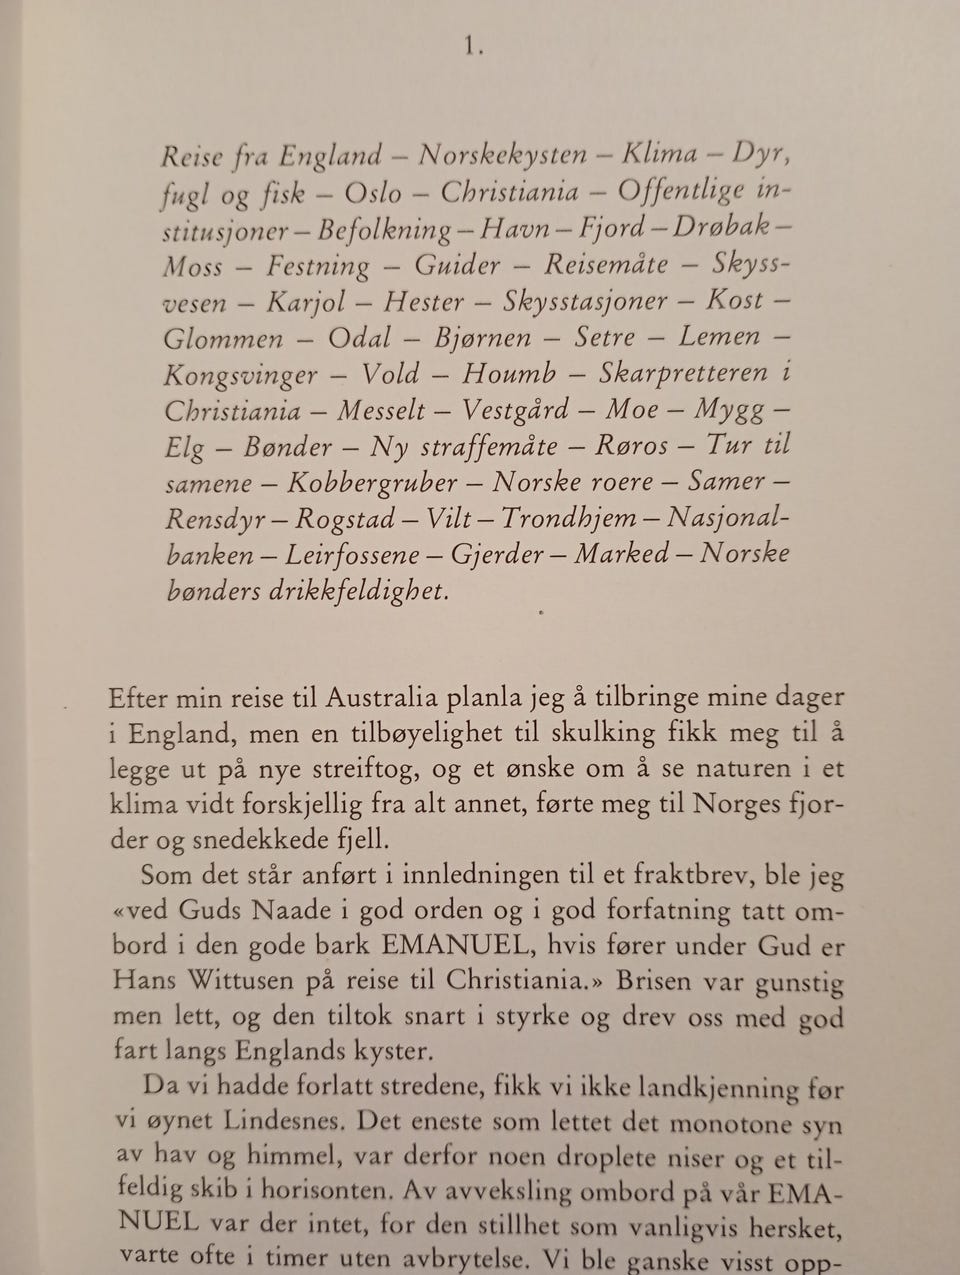 1.
Reise fra England – Norskekysten – Klima – Dyr,
fugl og fisk – Oslo – Christiania – Offentlige in-
stitusjoner – Befolkning – Havn – Fjord – Drøbak –
Moss – Festning – Guider – Reisemåte – Skyss-
vesen – Karjol – Hester – Skysstasjoner – Kost –
Glommen – Odal – Bjørnen – Setre – Lemen –
Kongsvinger – Vold – Houmb – Skarpretteren i
Christiania – Messelt – Vestgård – Moe – Mygg –
Elg – Bønder – Ny straffemåte – Røros – Tur til
samene – Kobbergruber – Norske roere – Samer –
Rensdyr – Rogstad – Vilt – Trondhjem – Nasjonal-
banken – Leirfossene – Gjerder – Marked – Norske
bønders drikkfeldighet.
Efter min reise til Australia planla jeg å tilbringe mine dager
i England, men en tilbøyelighet til skulking fikk meg til å
legge ut på nye streiftog, og et ønske om å se naturen i et
klima vidt forskjellig fra alt annet, førte meg til Norges fjor-
der og snedekkede fjell.
Som det står anført i innledningen til et fraktbrev, ble jeg
«ved Guds Naade i god orden og i god forfatning tatt om-
bord i den gode bark EMANUEL, hvis fører under Gud er
Hans Wittusen på reise til Christiania.» Brisen var gunstig
men lett, og den tiltok snart i styrke og drev oss med god
fart langs Englands kyster.
Da vi hadde forlatt stredene, fikk vi ikke landkjenning før
vi øynet Lindesnes. Det eneste som lettet det monotone syn
av hav og himmel, var derfor noen droplete niser og et til-
feldig skib i horisonten. Av avveksling ombord på vår EMA-
NUEL var der intet, for den stillhet som vanligvis hersket,
varte ofte i timer uten avbrytelse. Vi ble ganske visst opp-